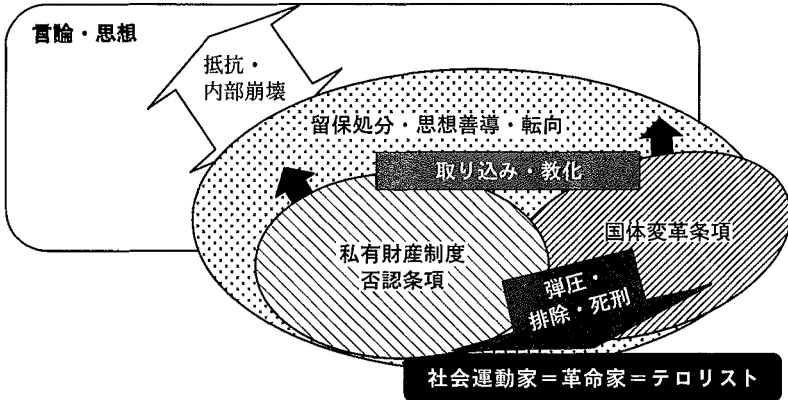 言論・思想
抵抗・
内部崩壊
留保処分・思想善導・転向
取り込み・教化
国体変革条項
私有財産制度
否認条項
弾圧・
排除・死刑
社会運動家＝革命家＝テロリスト